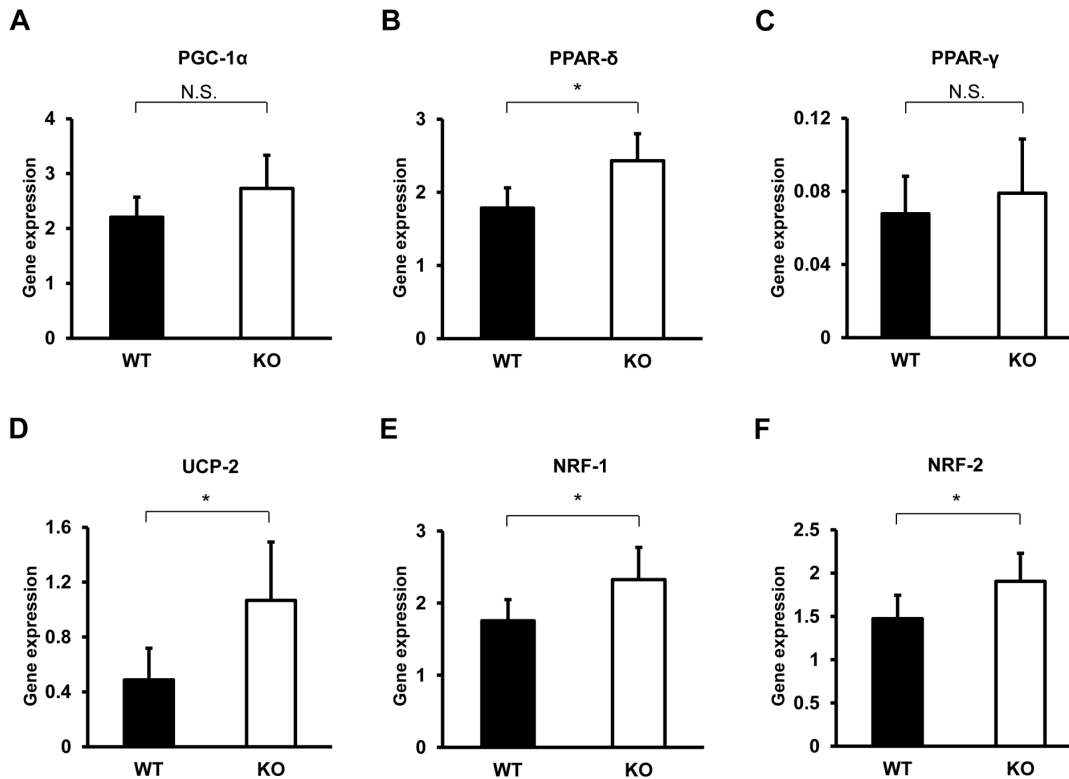 A
PGC-1α
N.S.
Gene expression
4
3
2
1
0
WT KO
B
PPAR-δ
*
Gene expression
3
2
1
0
WT KO
C
PPAR-γ
N.S.
Gene expression
0.12
0.08
0.04
0
WT KO
D
UCP-2
*
Gene expression
1.6
1.2
0.8
0.4
0
WT KO
E
NRF-1
*
Gene expression
3
2
1
0
WT KO
F
NRF-2
*
Gene expression
2.5
2
1.5
1
2.5
0
WT KO